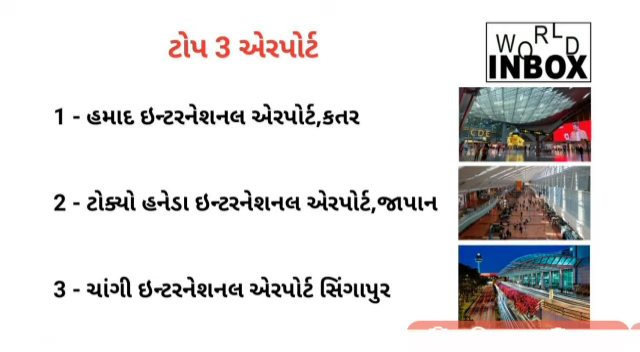 ટોપ 3 એરપોર્ટ
WORLD
INBOX
1 - હમાદ ઇન્ટરનેશનલ એરપોર્ટ,કતર
CDE
2 - ટોક્યો હનેડા ઇન્ટરનેશનલ એરપોર્ટ,જાપાન
3 - ચાંગી ઇન્ટરનેશનલ એરપોર્ટ સિંગાપુર